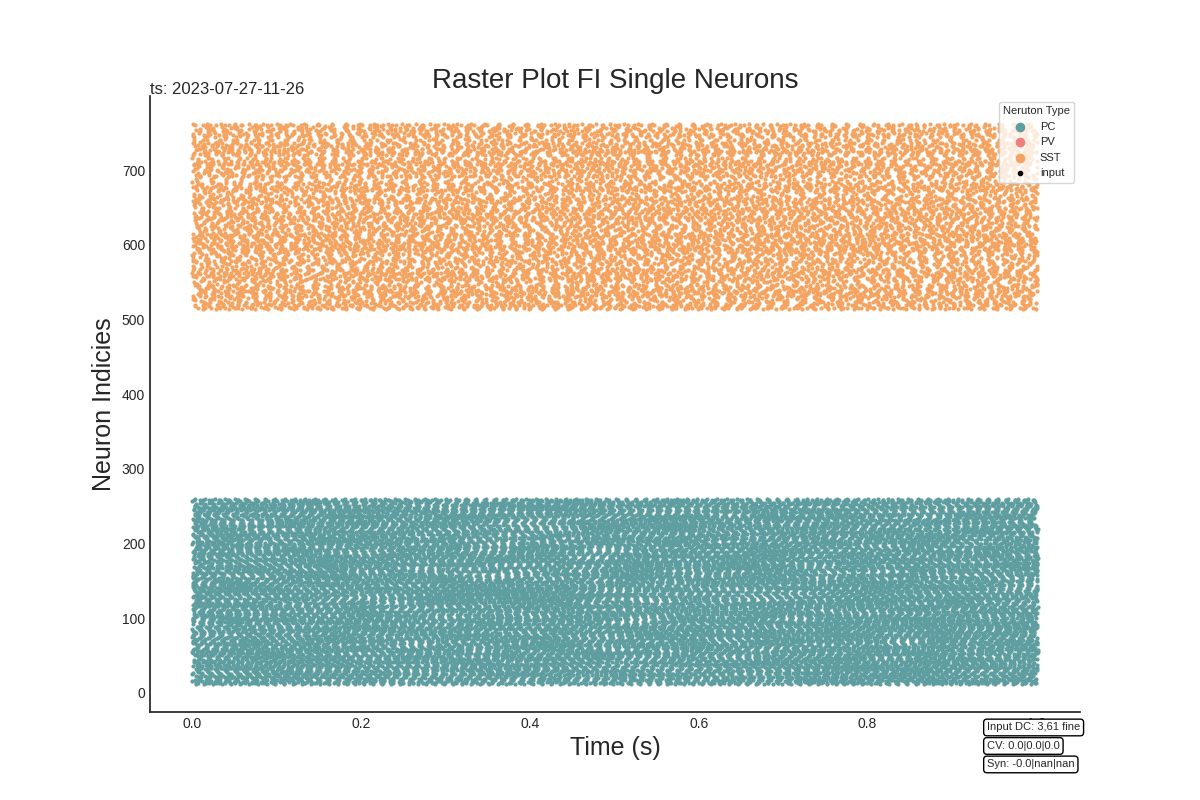 Raster Plot FI Single Neurons
ts: 2023-07-27-11-26
Neruton Type
PC
PV
SST
input
Neuron Indicies
700
600
500
400
300
200
100
0
0.0 0.2 0.4 0.6 0.8
Time (s)
Input DC: 3,61 fine
CV: 0.0|0.0|0.0
Syn: -0.0|nan|nan